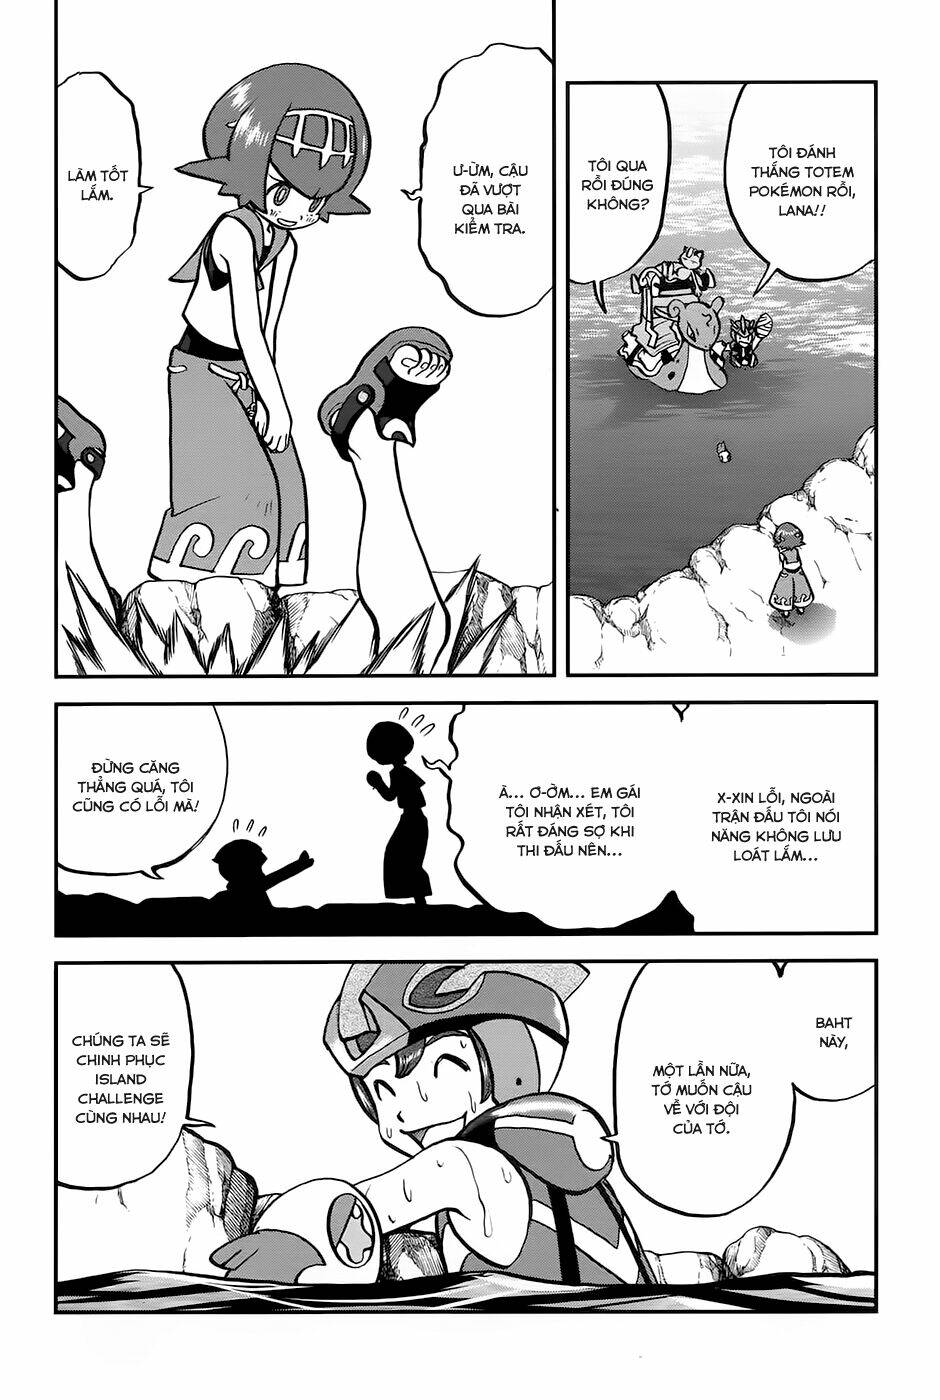 TÔI ĐÁNH
THẮNG TOTEM
POKÉMON RỒI,
LANA!!
TÔI QUA
RỒI ĐÚNG
KHÔNG?
Ư-ỪM, CẬU
ĐÃ VƯỢT
QUA BÀI
KIỂM TRA.
LÀM TỐT
LẮM.
X-XIN LỖI, NGOÀI
TRẬN ĐẤU TÔI NÓI
NĂNG KHÔNG LƯU
LOÁT LẮM...
À... Ơ-ỜM... EM GÁI
TÔI NHẬN XÉT, TÔI
RẤT ĐÁNG SỢ KHI
THI ĐẤU NÊN...
ĐỪNG CĂNG
THẲNG QUÁ, TÔI
CŨNG CÓ LỖI MÀ!
BAHT
NÀY,
MỘT LẦN NỮA,
TỚ MUỐN CẬU
VỀ VỚI ĐỘI
CỦA TỚ.
CHÚNG TA SẼ
CHINH PHỤC
ISLAND
CHALLENGE
CÙNG NHAU!